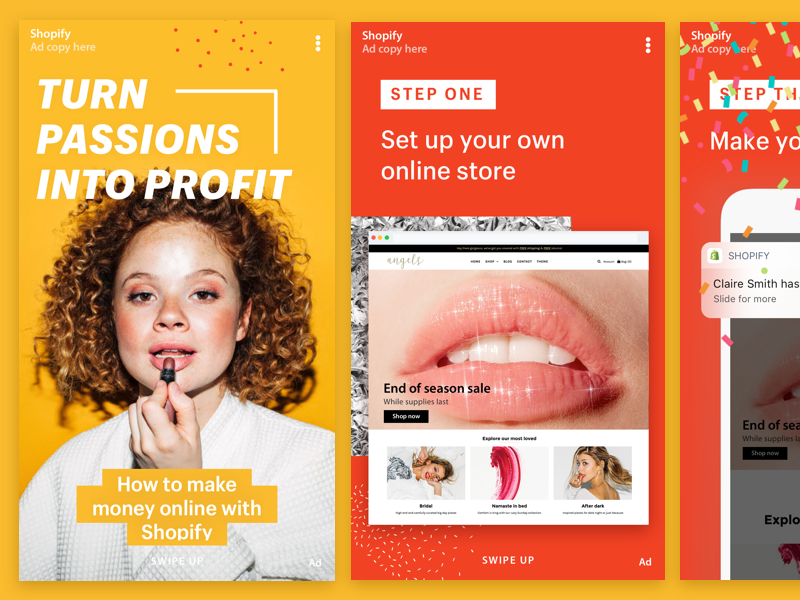 Shopify
Ad copy here
TURN
PASSIONS
INTO PROFIT
How to make
money online with
Shopify
SWIPE UP
Ad
Shopify
Ad copy here
STEP ONE
Set up your own
online store
angels
HOME SHOP BLOG CONTACT THEME
Account Bag (0)
End of season sale
While supplies last
Shop now
Explore our most loved
Bridal
Namaste in bed
After dark
SWIPE UP
Ad
Shopify
Ad copy here
STEP TH
Make yo
SHOPIFY
Claire Smith has
Slide for more
End of sea
While supplies la
Shop now
Explo